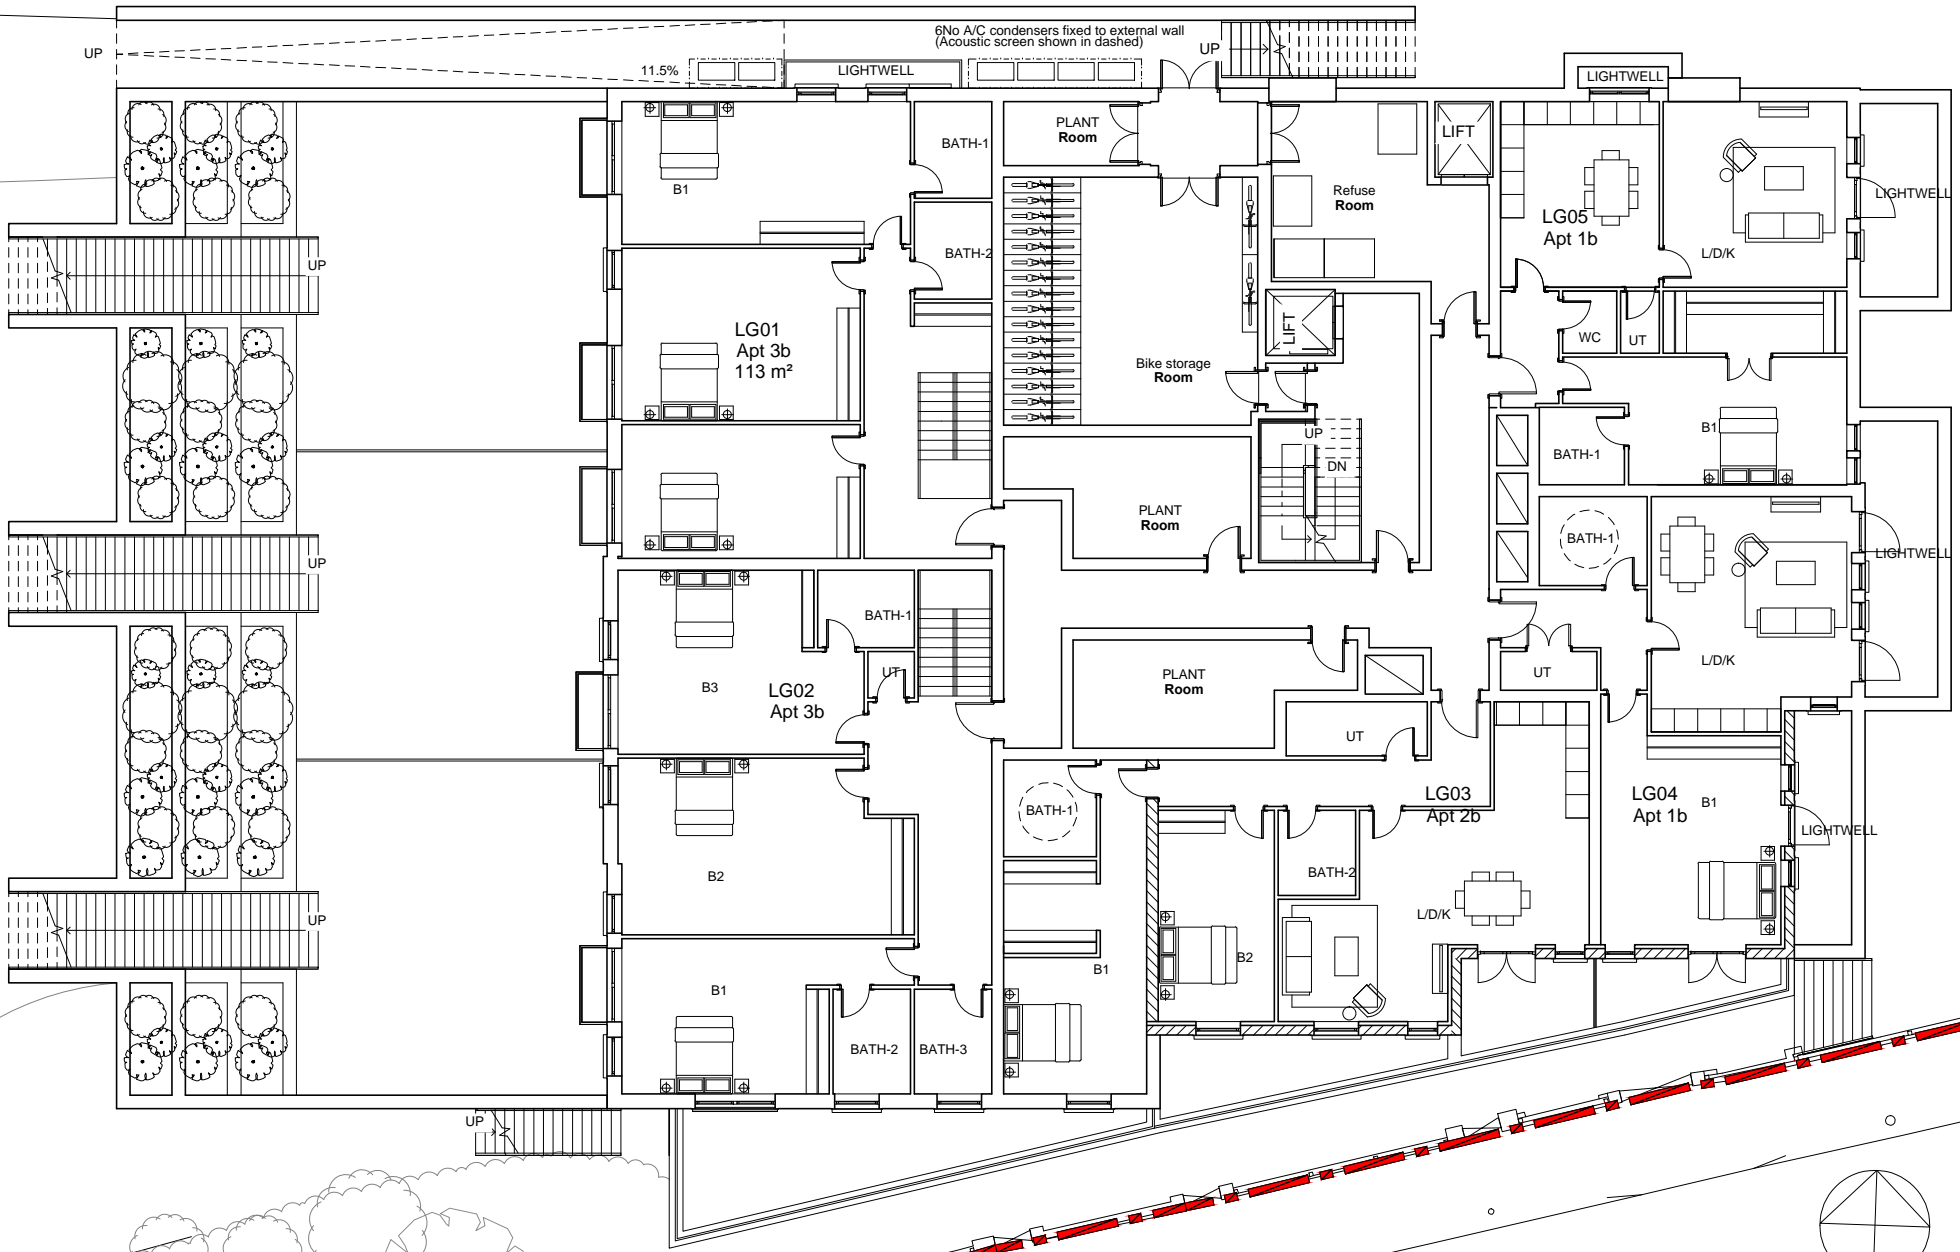 6No A/C condensers fixed to external wall
(Acoustic screen shown in dashed)
UP
UP
11.5%
LIGHTWELL
LIGHTWELL
PLANT
Room
LIFT
BATH-1
B1
Refuse
Room
LIGHTWELL
LG05
Apt 1b
L/D/K
BATH-2
UP
LG01
Apt 3b
113 m²
LIFT
WC
UT
Bike storage
Room
UP
DN
B1
BATH-1
PLANT
Room
BATH-1
LIGHTWELL
UP
BATH-1
UT
L/D/K
UT
B3
LG02
Apt 3b
PLANT
Room
UT
BATH-1
LG03
Apt 2b
LG04
Apt 1b
B1
LIGHTWELL
B2
BATH-2
L/D/K
UP
B2
B1
B1
BATH-2
BATH-3
UP